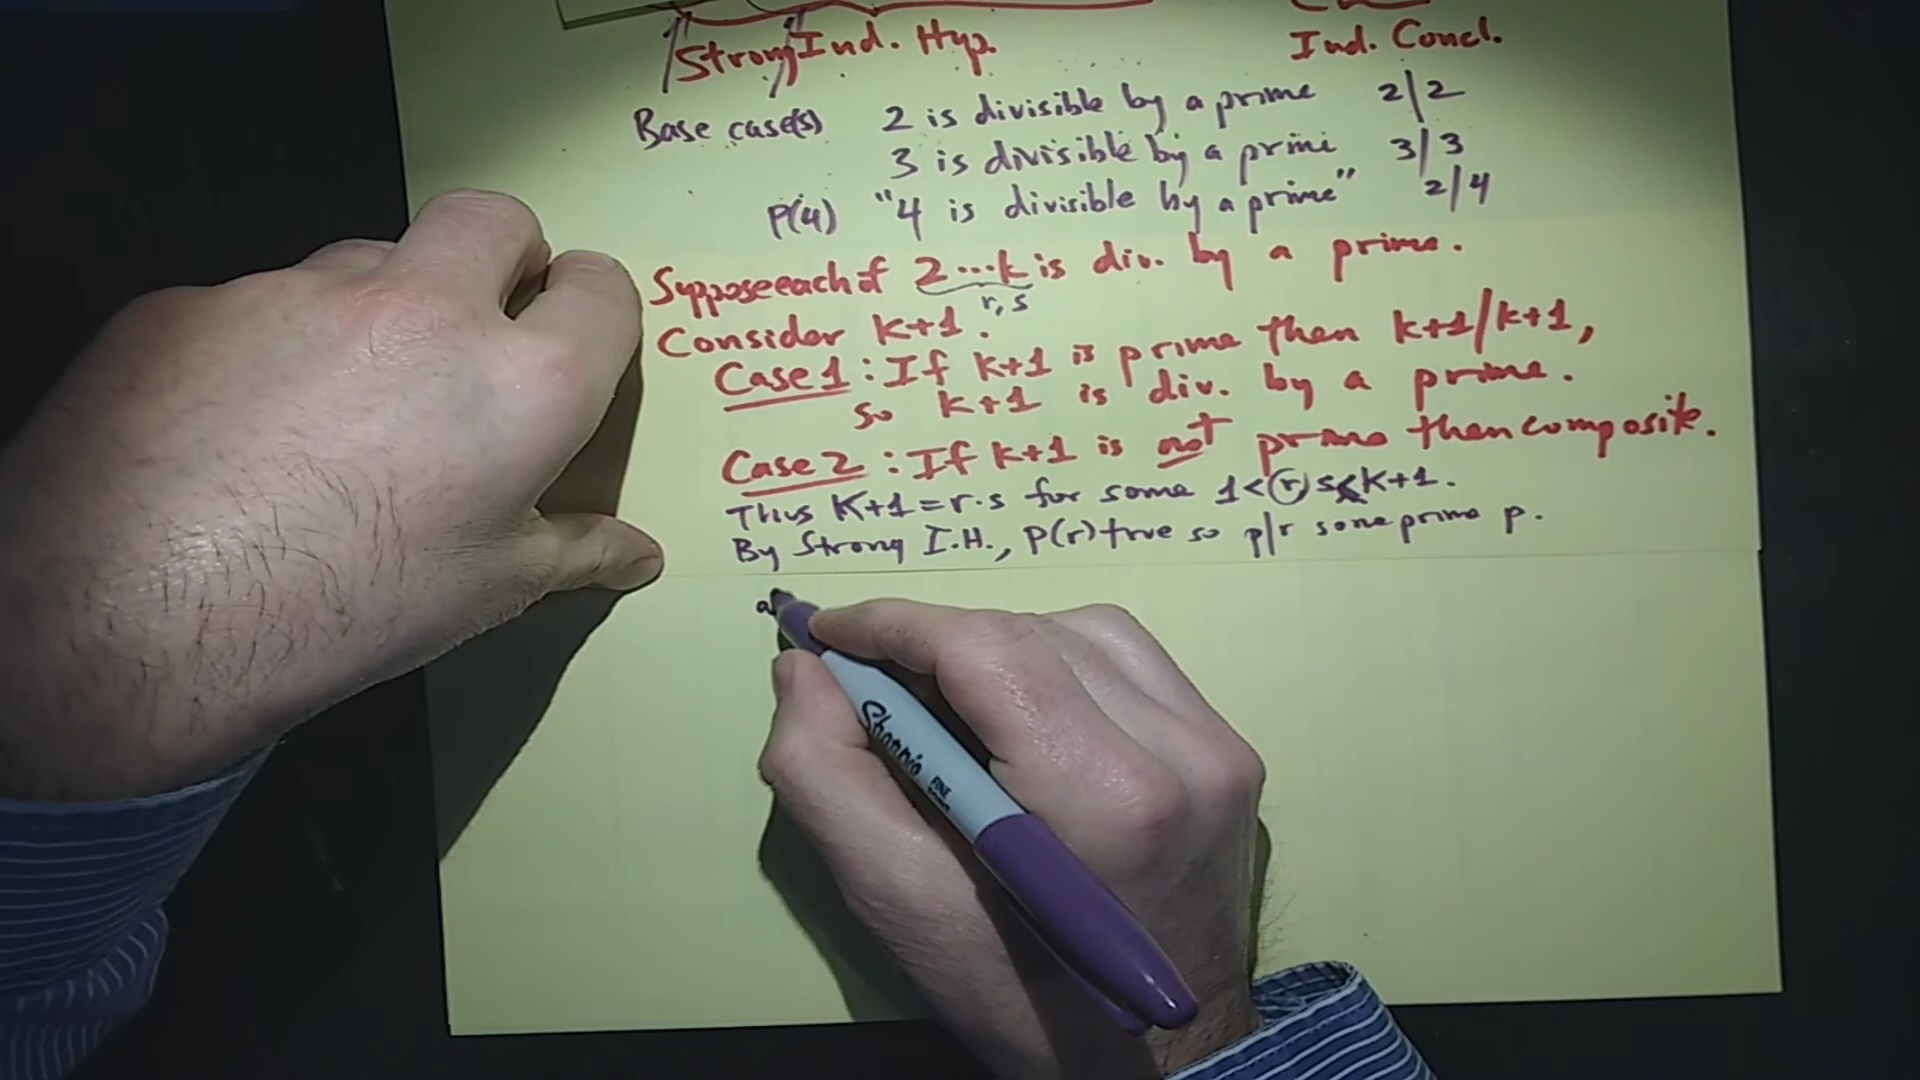 Strong Ind. Hyp.
Ind. Concl.
Base case(s) 2 is divisible by a prime 2|2
3 is divisible by a prime 3/3
P(4) "4 is divisible by a prime" 2/4
Suppose each of 2...k is div. by a prime.
r, s
Consider k+1.
Case 1: If k+1 is prime then k+1/k+1,
so k+1 is div. by a prime.
Case 2: If k+1 is not prime then composite.
Thus K+1=r·s for some 1<r,s<k+1.
By Strong I.H., P(r) true so p|r some prime p.
a
Sharpie
FINE